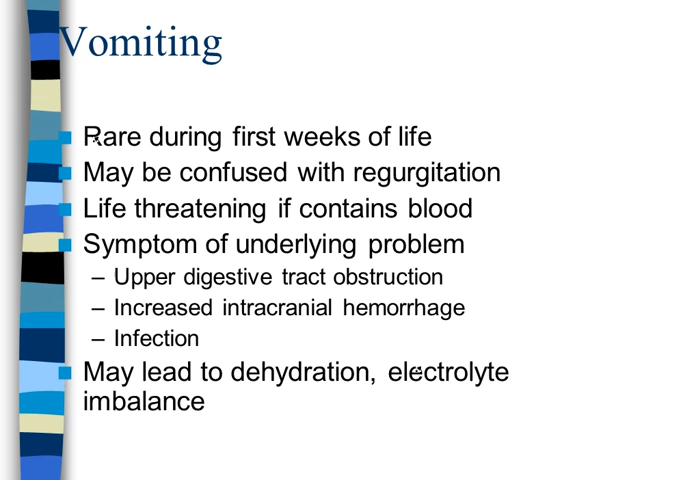 Vomiting
Rare during first weeks of life
May be confused with regurgitation
Life threatening if contains blood
Symptom of underlying problem
– Upper digestive tract obstruction
– Increased intracranial hemorrhage
– Infection
May lead to dehydration, electrolyte
imbalance